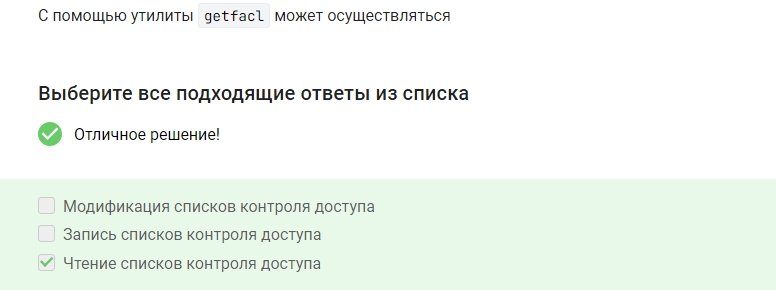 С помощью утилиты getfacl может осуществляться
Выберите все подходящие ответы из списка
Отличное решение!
Модификация списков контроля доступа
Запись списков контроля доступа
Чтение списков контроля доступа